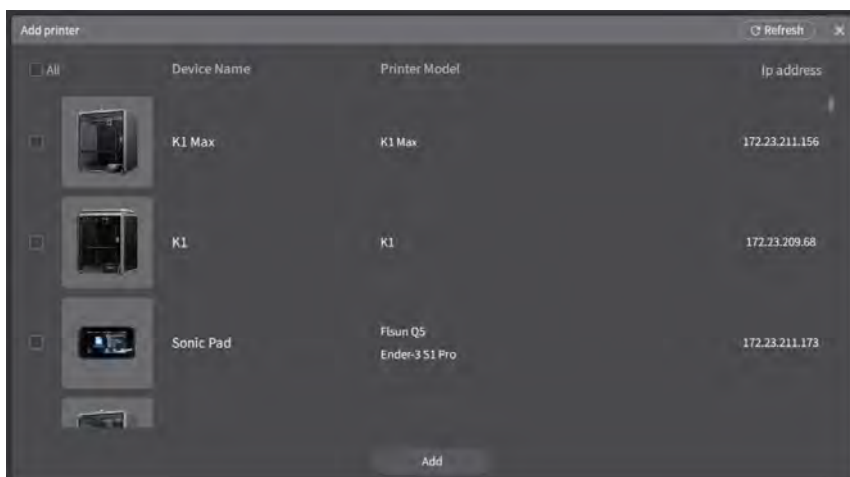 Add printer
Refresh
All Device Name Printer Model Ip address
K1 Max K1 Max 172.23.211.156
K1 K1 172.23.209.68
Flsun Q5
Sonic Pad 172.23.211.173
Ender-3 S1 Pro
Add